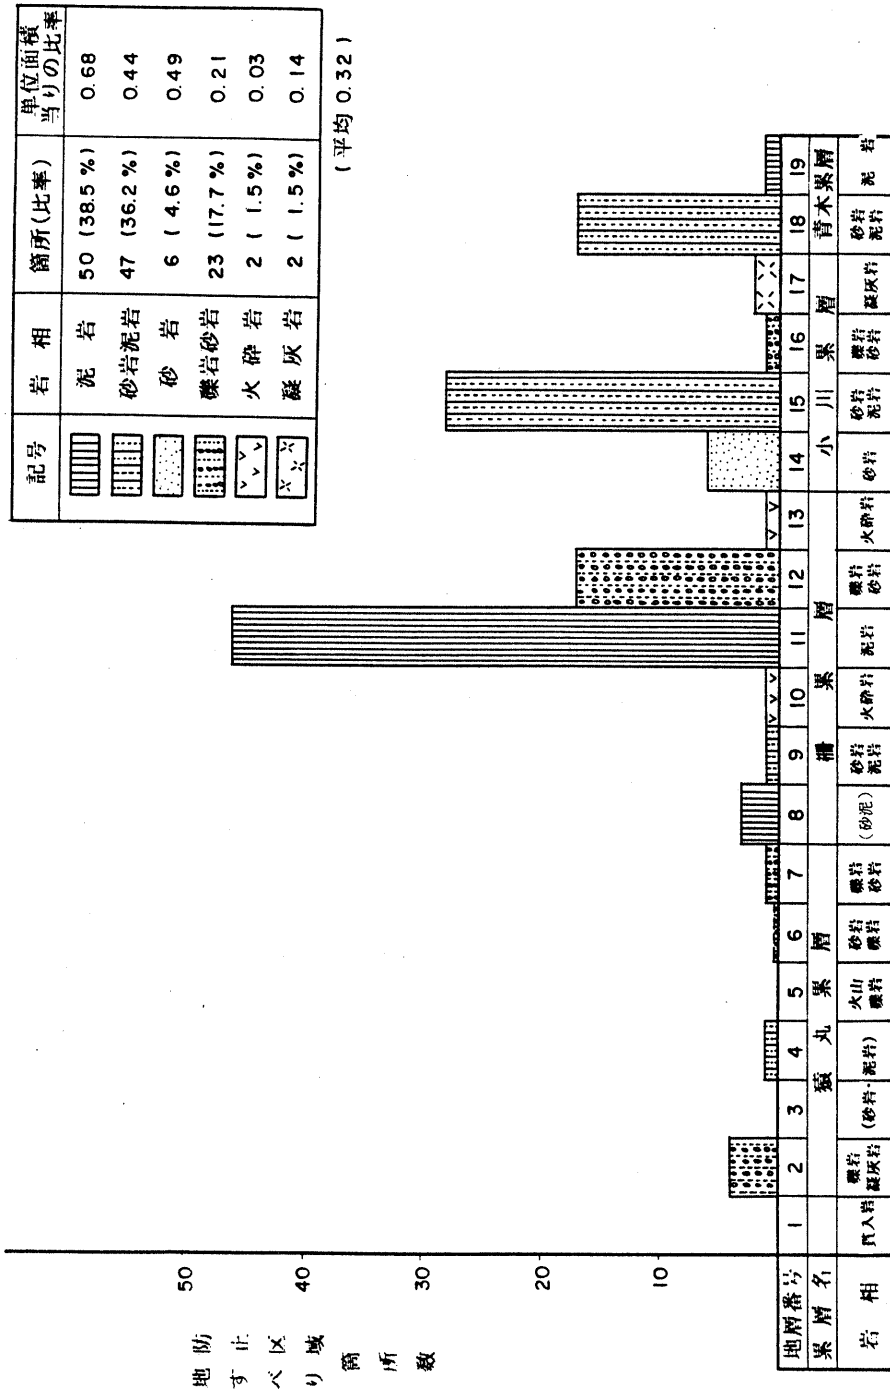 記号 岩相 箇所(比率) 単位面積当りの比率
泥岩 50 (38.5%) 0.68
砂岩泥岩 47 (36.2%) 0.44
砂岩 6 (4.6%) 0.49
礫岩砂岩 23 (17.7%) 0.21
火砕岩 2 (1.5%) 0.03
凝灰岩 2 (1.5%) 0.14
(平均 0.32)
地すべり防止区域箇所数
50
40
30
20
10
地層番号 1 2 3 4 5 6 7 8 9 10 11 12 13 14 15 16 17 18 19
累層名 猿丸累層 柵累層 小川累層 青木累層
岩相 貫入岩 礫岩凝灰岩 (砂岩・泥岩) 火山礫岩 砂岩礫岩 礫岩砂岩 (砂泥) 砂岩泥岩 火砕岩 泥岩 礫岩砂岩 火砕岩 砂岩 砂岩泥岩 礫岩砂岩 凝灰岩 砂岩泥岩 泥岩